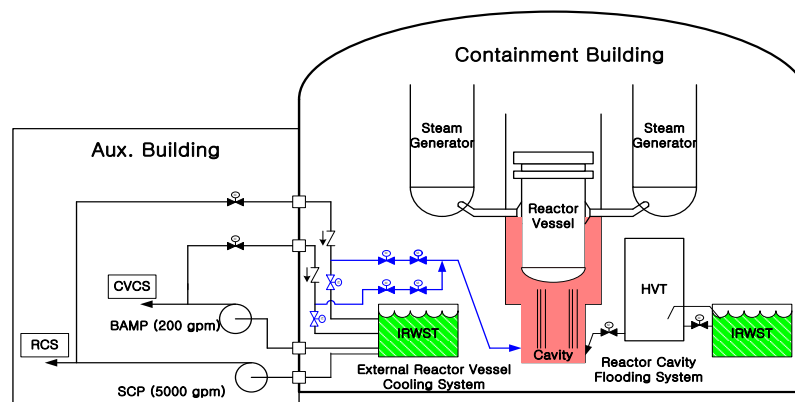 Containment Building
Aux. Building
Steam
Generator
Steam
Generator
Reactor
Vessel
HVT
CVCS
BAMP (200 gpm)
IRWST
IRWST
RCS
Cavity
External Reactor Vessel
Cooling System
Reactor Cavity
Flooding System
SCP (5000 gpm)